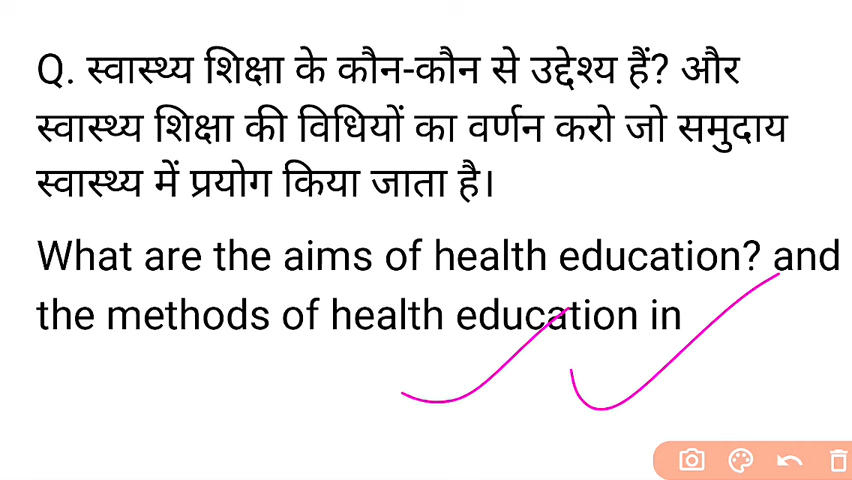 Q. स्वास्थ्य शिक्षा के कौन-कौन से उद्देश्य हैं? और
स्वास्थ्य शिक्षा की विधियों का वर्णन करो जो समुदाय
स्वास्थ्य में प्रयोग किया जाता है।
What are the aims of health education? and
the methods of health education in